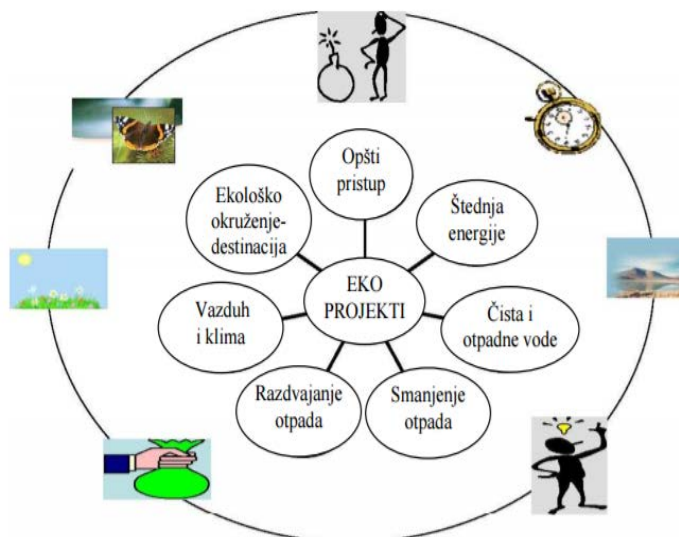 Opšti
pristup
Ekološko
okruženje-
destinacija
Štednja
energije
EKO
PROJEKTI
Vazduh
i klima
Čista i
otpadne vode
Razdvajanje
otpada
Smanjenje
otpada